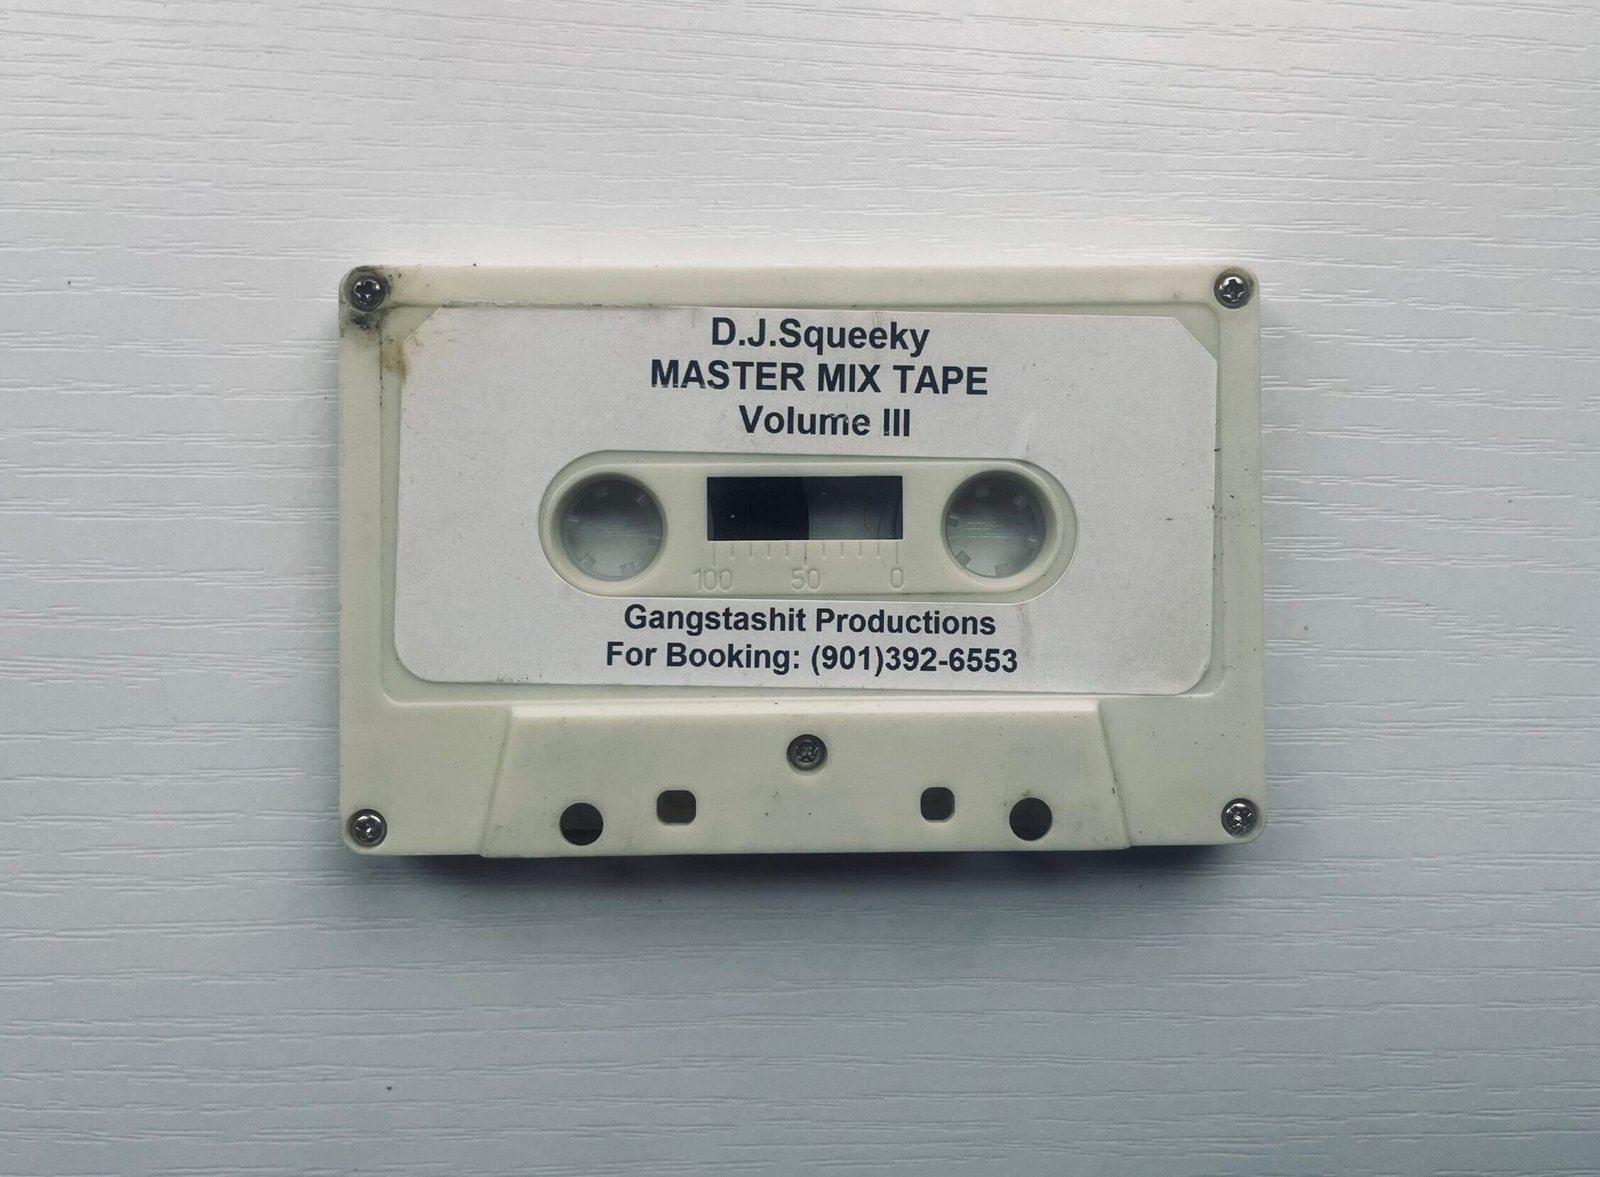 D.J.Squeeky
MASTER MIX TAPE
Volume III
100 50 0
Gangstashit Productions
For Booking: (901)392-6553